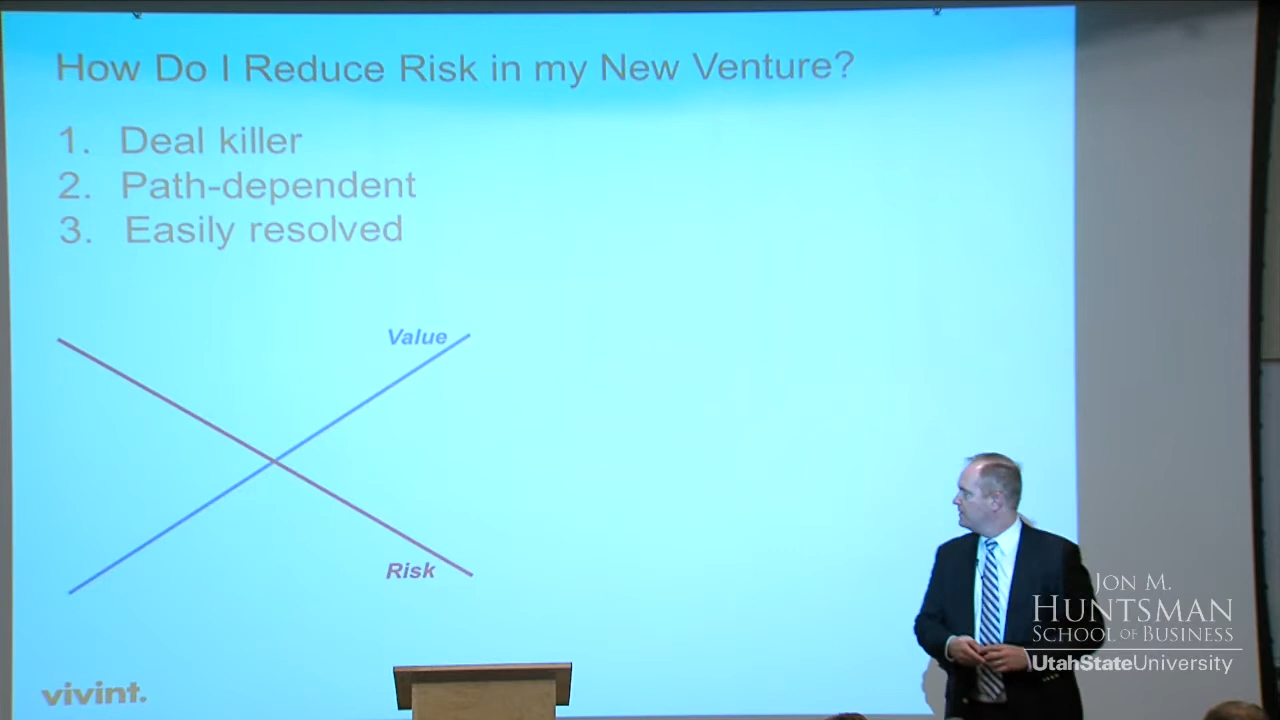 How Do I Reduce Risk in my New Venture?
1. Deal killer
2. Path-dependent
3. Easily resolved
Value
Risk
vivint.
JON M.
HUNTSMAN
SCHOOL OF BUSINESS
UtahStateUniversity